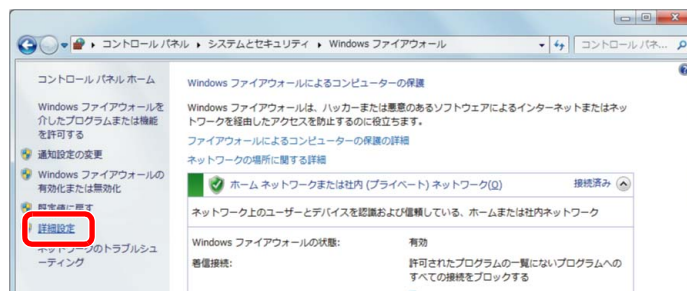 コントロール パネル ▸ システムとセキュリティ ▸ Windows ファイアウォール
コントロール パネ...
コントロール パネル ホーム
Windows ファイアウォールを
介したプログラムまたは機能
を許可する
通知設定の変更
Windows ファイアウォールの
有効化または無効化
既定値に戻す
詳細設定
ネットワークのトラブルシュ
ーティング
Windows ファイアウォールによるコンピューターの保護
Windows ファイアウォールは、ハッカーまたは悪意のあるソフトウェアによるインターネットまたはネッ
トワークを経由したアクセスを防止するのに役立ちます。
ファイアウォールによるコンピューターの保護の詳細
ネットワークの場所に関する詳細
ホーム ネットワークまたは社内 (プライベート) ネットワーク(O)
接続済み
ネットワーク上のユーザーとデバイスを認識および信頼している、ホームまたは社内ネットワーク
Windows ファイアウォールの状態:
有効
着信接続:
許可されたプログラムの一覧にないプログラムへの
すべての接続をブロックする